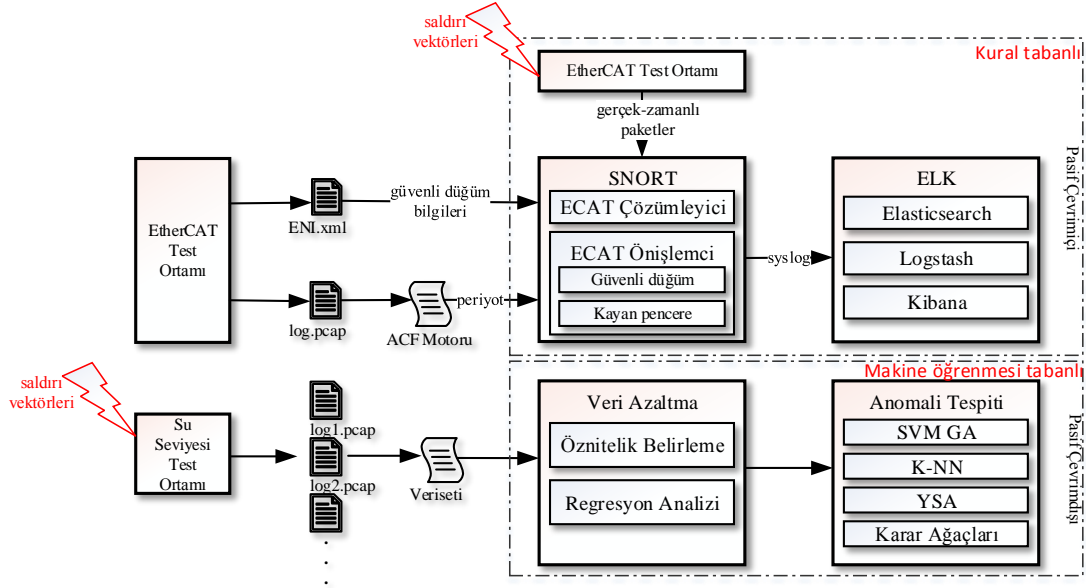 saldırı
vektörleri
Kural tabanlı
EtherCAT Test Ortamı
gerçek-zamanlı
paketler
Pasif Çevrimiçi
EtherCAT
Test
Ortamı
ENI.xml
güvenli düğüm
bilgileri
log.pcap
ACF Motoru
periyot
SNORT
ECAT Çözümleyici
ECAT Önişlemci
Güvenli düğüm
Kayan pencere
syslog
ELK
Elasticsearch
Logstash
Kibana
Makine öğrenmesi tabanlı
saldırı
vektörleri
Su
Seviyesi
Test
Ortamı
log1.pcap
log2.pcap
Veriseti
Veri Azaltma
Öznitelik Belirleme
Regresyon Analizi
Anomali Tespiti
SVM GA
K-NN
YSA
Karar Ağaçları
Pasif Çevrimdışı